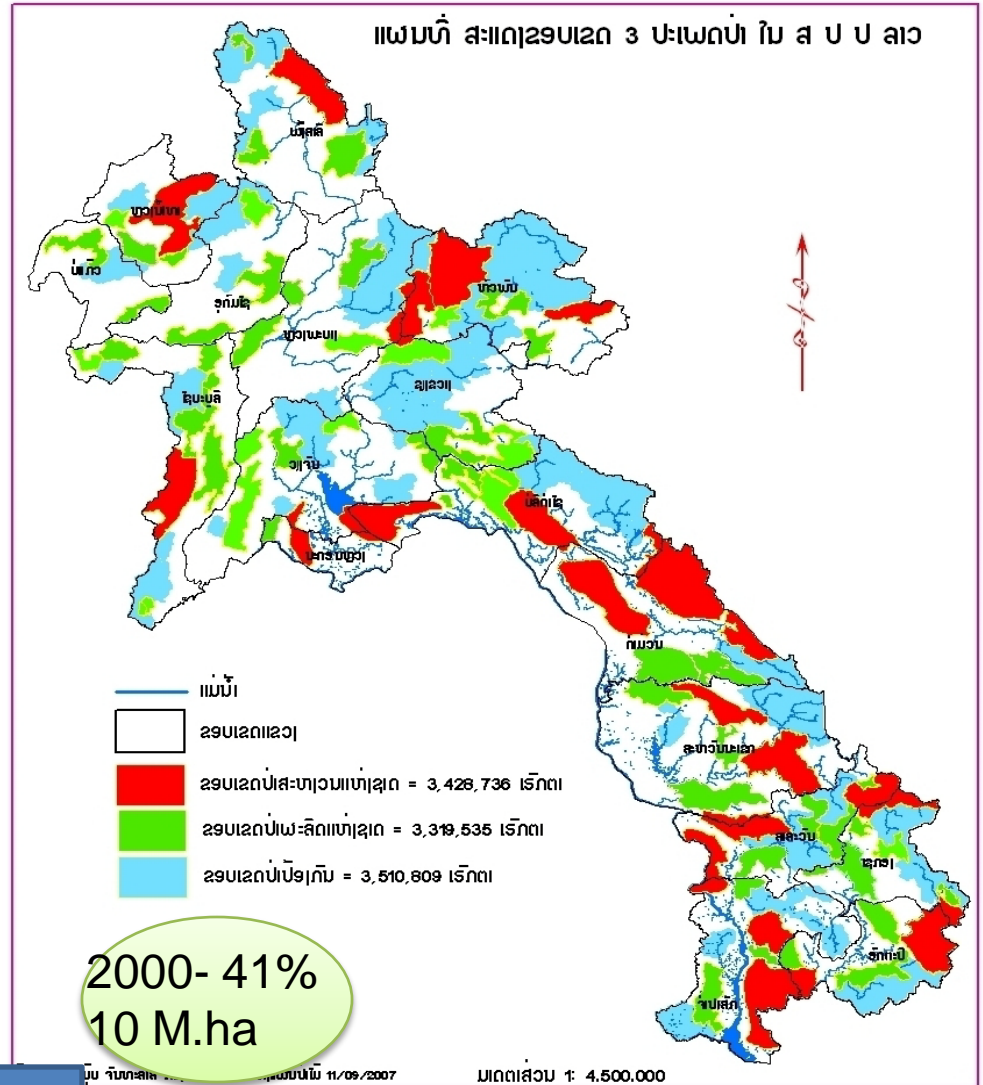 ແຜນທີ່ ສະແດງຂອບເຂດ 3 ປະເພດປ່າ ໃນ ສ ປ ປ ລາວ
ຜົ້ງສາລີ
ຫຼວງນ້ຳທາ
ບໍ່ແກ້ວ
ອຸດົມໄຊ
ຫົວພັນ
ຫຼວງພະບາງ
ຊຽງຂວາງ
ໄຊຍະບູລີ
ວຽງຈັນ
ບໍລິຄຳໄຊ
ນະຄອນຫຼວງ
ຄຳມ່ວນ
ແມ່ນ້ຳ
ຂອບເຂດແຂວງ
ສະຫວັນນະເຂດ
ຂອບເຂດປ່າສະຫງວນແຫ່ງຊາດ = 3,428,736 ເຮັກຕາ
ຂອບເຂດປ່າຜະລິດແຫ່ງຊາດ = 3,319,535 ເຮັກຕາ
ສາລະວັນ
ເຊກອງ
ຂອບເຂດປ່າປ້ອງກັນ = 3,510,809 ເຮັກຕາ
2000- 41%
10 M.ha
ອັດຕະປື
ຈຳປາສັກ
11/09/2007
ມາດຕາສ່ວນ 1: 4.500.000